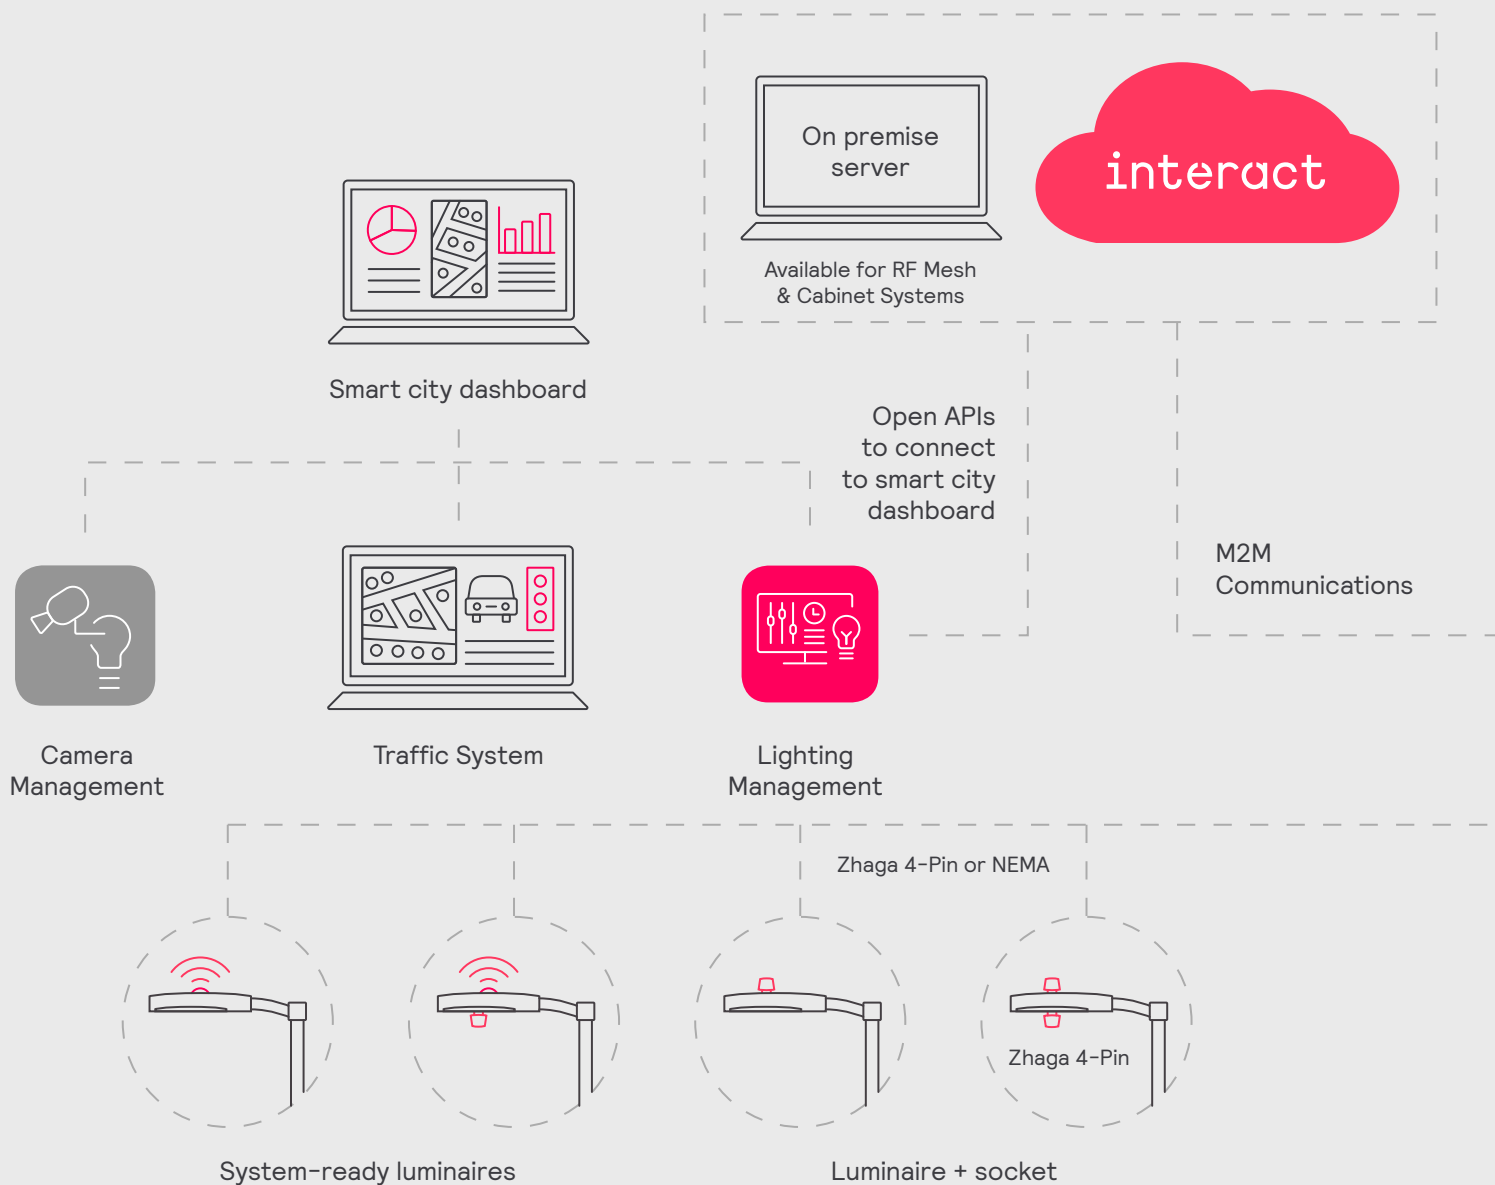 On premise
server
interact
Available for RF Mesh
& Cabinet Systems
Smart city dashboard
Open APIs
to connect
to smart city
dashboard
M2M
Communications
Camera
Management
Traffic System
Lighting
Management
Zhaga 4-Pin or NEMA
Zhaga 4-Pin
System-ready luminaires
Luminaire + socket